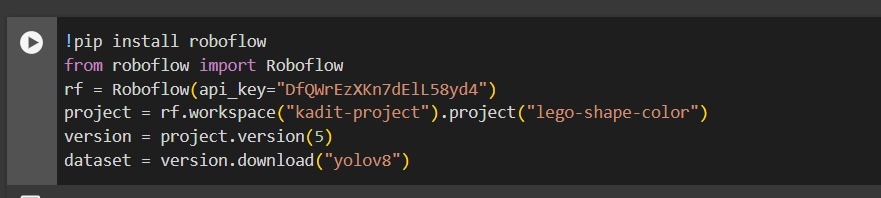 !pip install roboflow
from roboflow import Roboflow
rf = Roboflow(api_key="DfQWrEzXKn7dElL58yd4")
project = rf.workspace("kadit-project").project("lego-shape-color")
version = project.version(5)
dataset = version.download("yolov8")